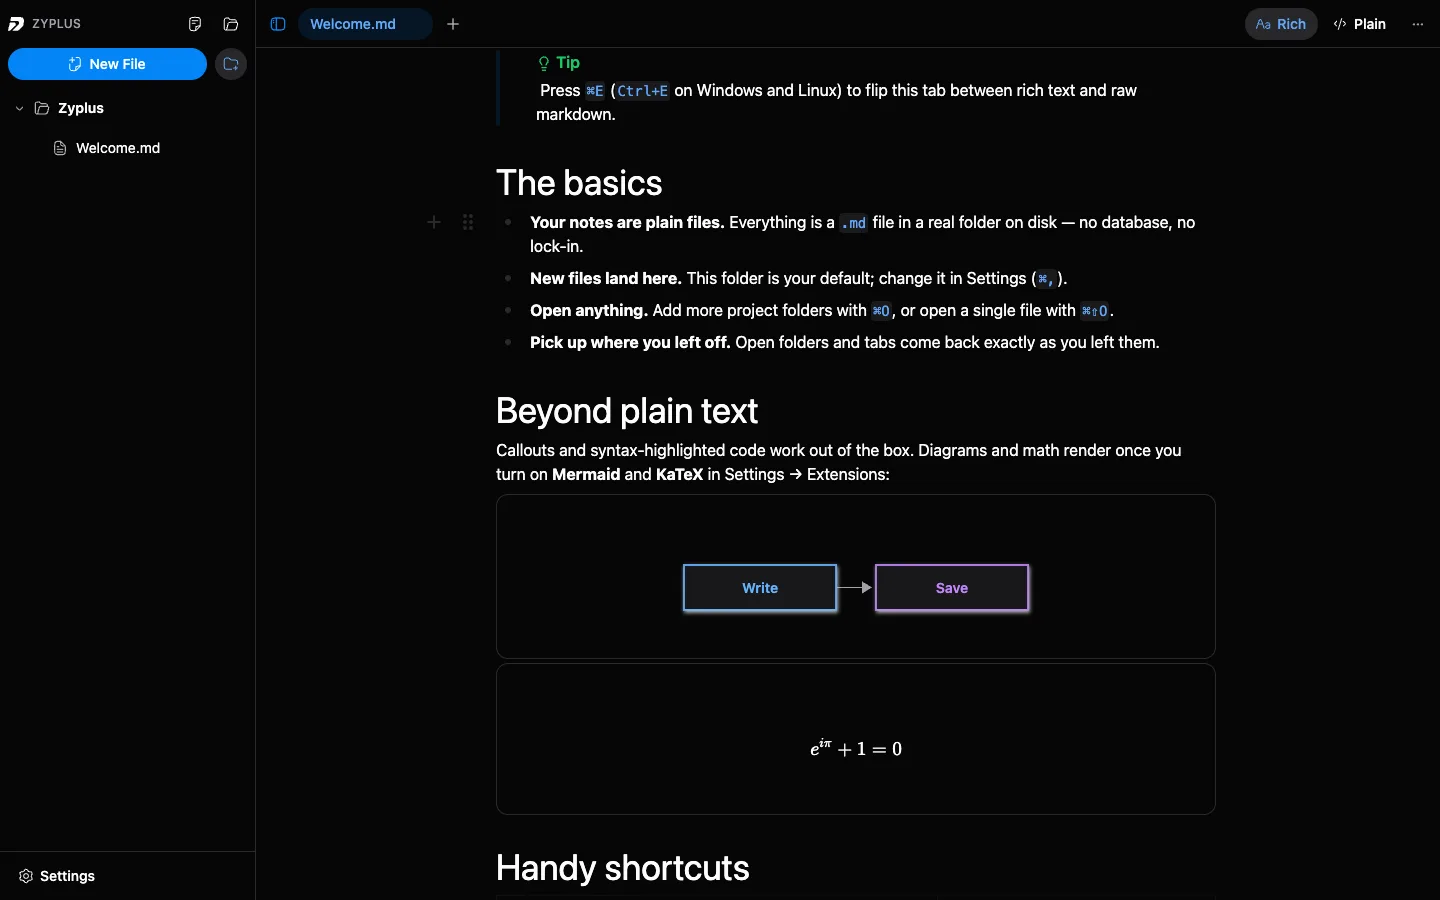 ZYPLUS
New File
Zyplus
Welcome.md
Settings
Welcome.md
Aa Rich
</> Plain
Tip
Press ⌘E (Ctrl+E on Windows and Linux) to flip this tab between rich text and raw
markdown.
The basics
Your notes are plain files. Everything is a .md file in a real folder on disk — no database, no
lock-in.
New files land here. This folder is your default; change it in Settings (⌘,).
Open anything. Add more project folders with ⌘O, or open a single file with ⌘⇧O.
Pick up where you left off. Open folders and tabs come back exactly as you left them.
Beyond plain text
Callouts and syntax-highlighted code work out of the box. Diagrams and math render once you
turn on Mermaid and KaTeX in Settings → Extensions:
Write
Save
e^{iπ} + 1 = 0
Handy shortcuts